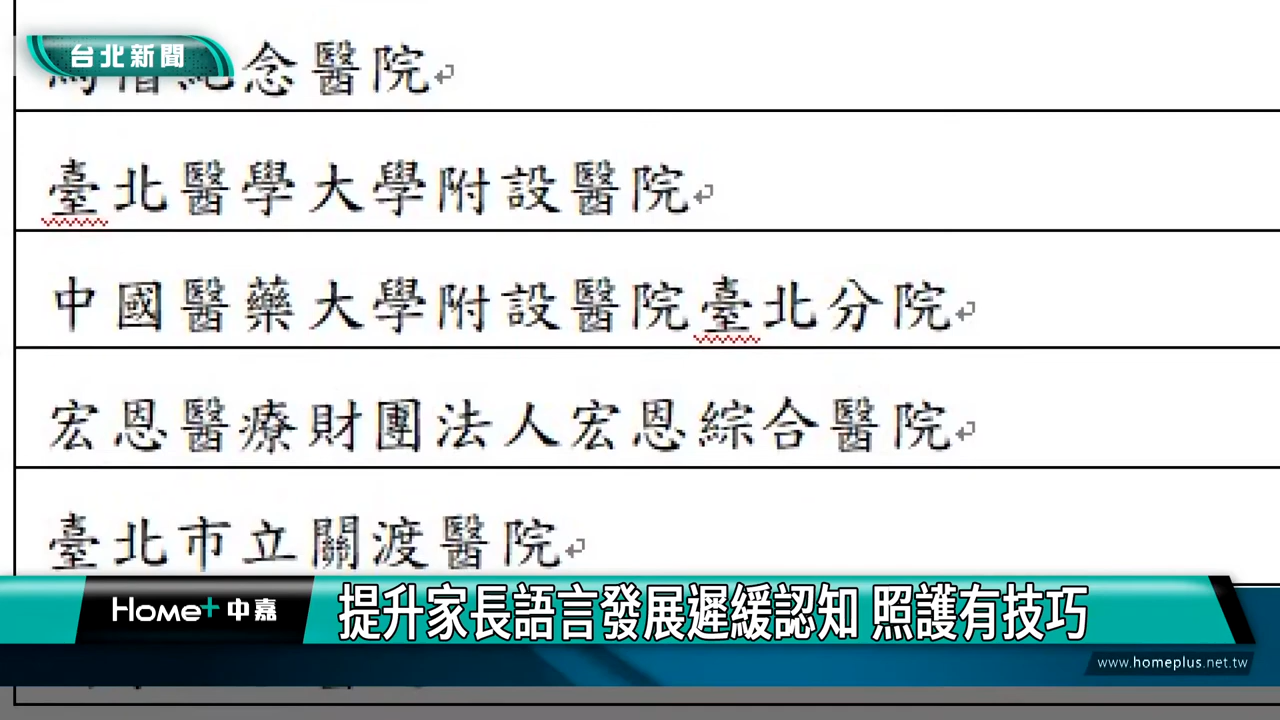 台北新聞
念醫院
臺北醫學大學附設醫院
中國醫藥大學附設醫院臺北分院
宏恩醫療財團法人宏恩綜合醫院
臺北市立關渡醫院
Home+中嘉
提升家長語言發展遲緩認知 照護有技巧
www.homeplus.net.tw